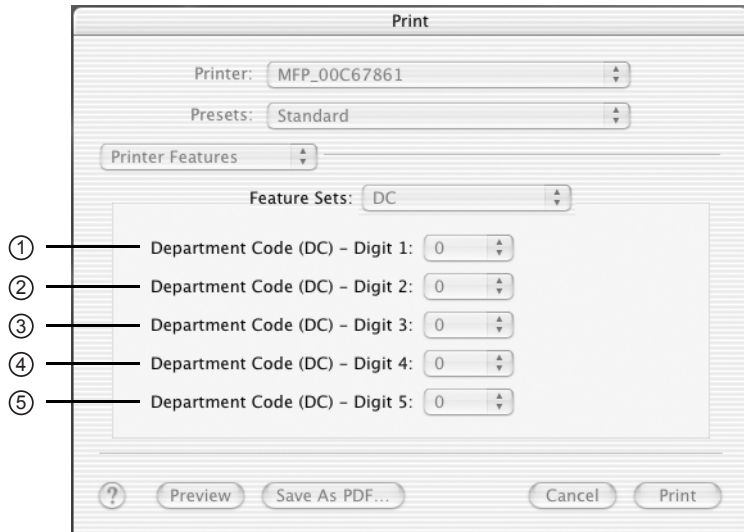 Print
Printer: MFP_00C67861
Presets: Standard
Printer Features
Feature Sets: DC
① Department Code (DC) – Digit 1: 0
② Department Code (DC) – Digit 2: 0
③ Department Code (DC) – Digit 3: 0
④ Department Code (DC) – Digit 4: 0
⑤ Department Code (DC) – Digit 5: 0
? Preview Save As PDF... Cancel Print